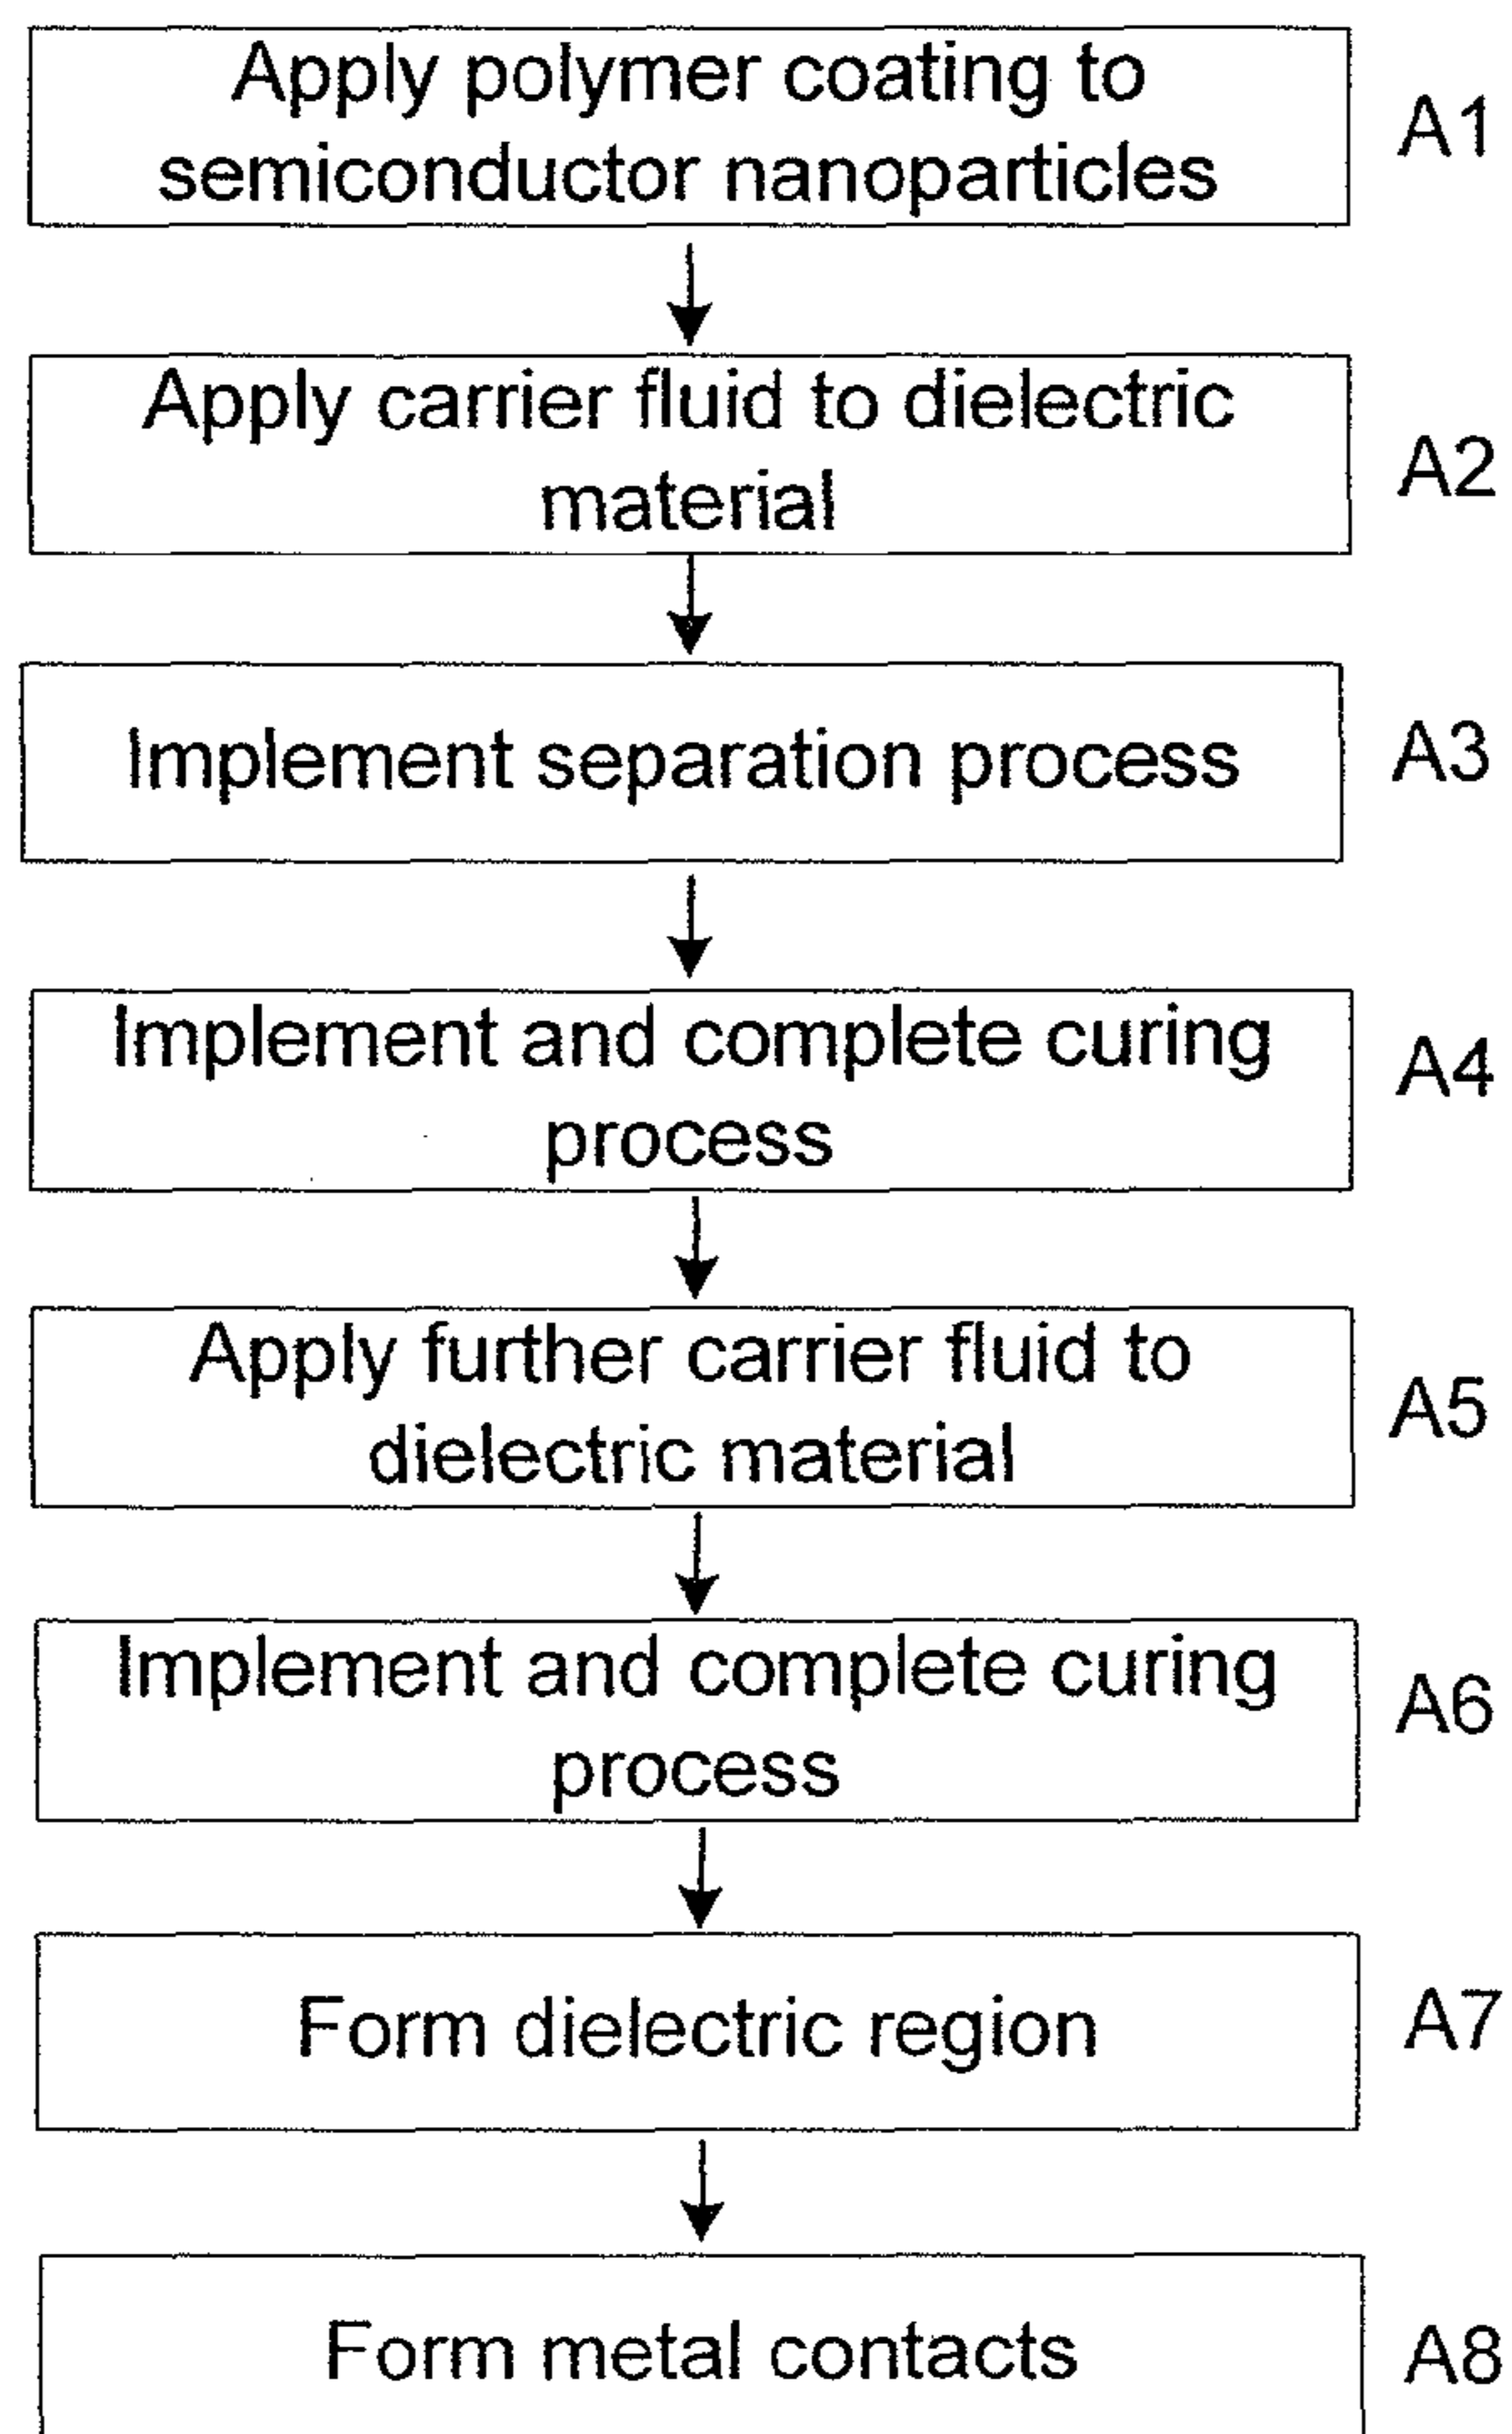 Apply polymer coating to
semiconductor nanoparticles
A1
Apply carrier fluid to dielectric
material
A2
Implement separation process
A3
Implement and complete curing
process
A4
Apply further carrier fluid to
dielectric material
A5
Implement and complete curing
process
A6
Form dielectric region
A7
Form metal contacts
A8